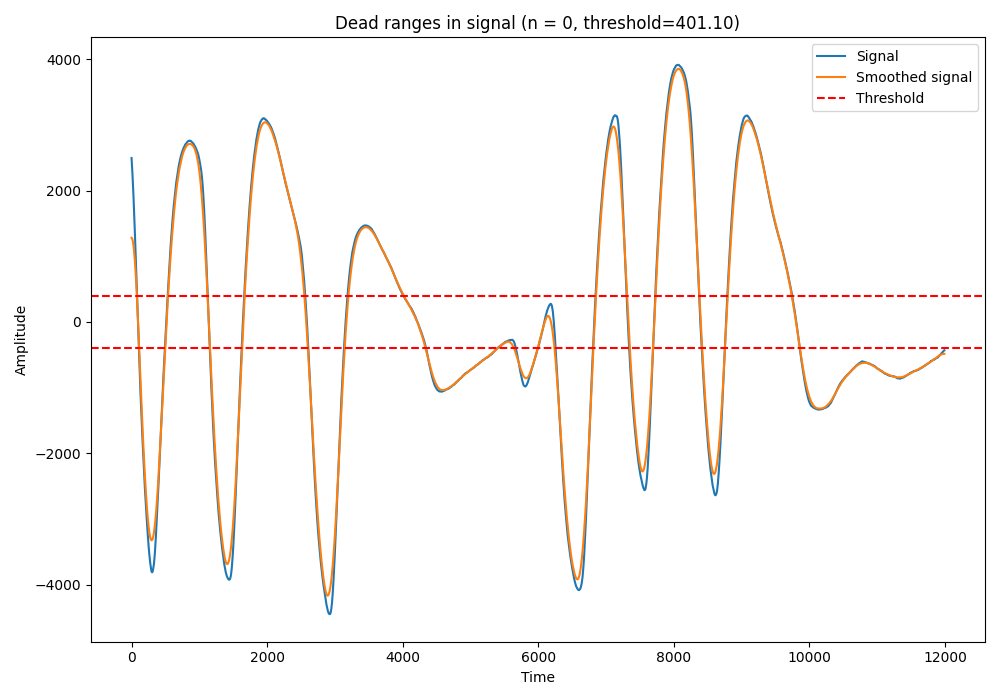 Dead ranges in signal (n = 0, threshold=401.10)
Signal
Smoothed signal
Threshold
4000
2000
0
−2000
−4000
Amplitude
0
2000
4000
6000
8000
10000
12000
Time